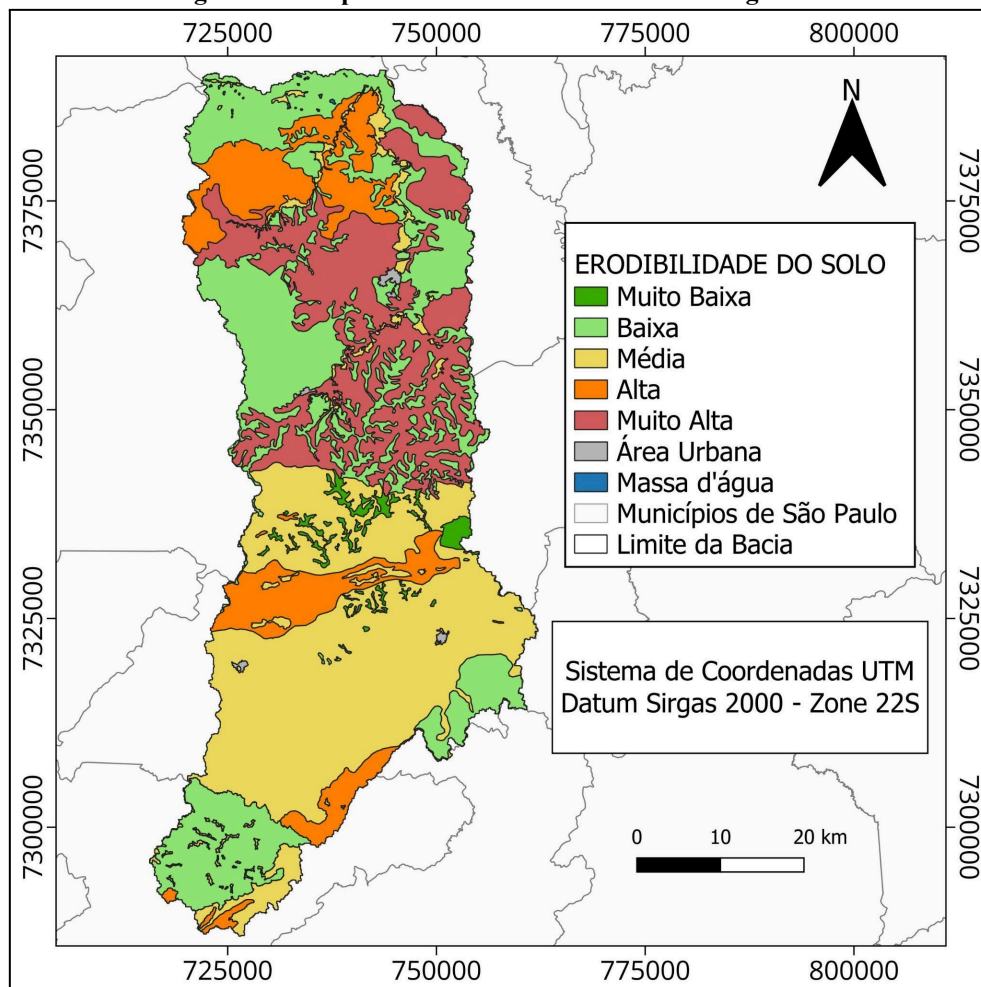 725000 750000 775000 800000
N
7375000 7375000
ERODIBILIDADE DO SOLO
Muito Baixa
Baixa
Média
Alta
Muito Alta
Área Urbana
Massa d'água
Municípios de São Paulo
Limite da Bacia
7350000 7350000
7325000 7325000
Sistema de Coordenadas UTM
Datum Sirgas 2000 - Zone 22S
7300000 7300000
0 10 20 km
725000 750000 775000 800000